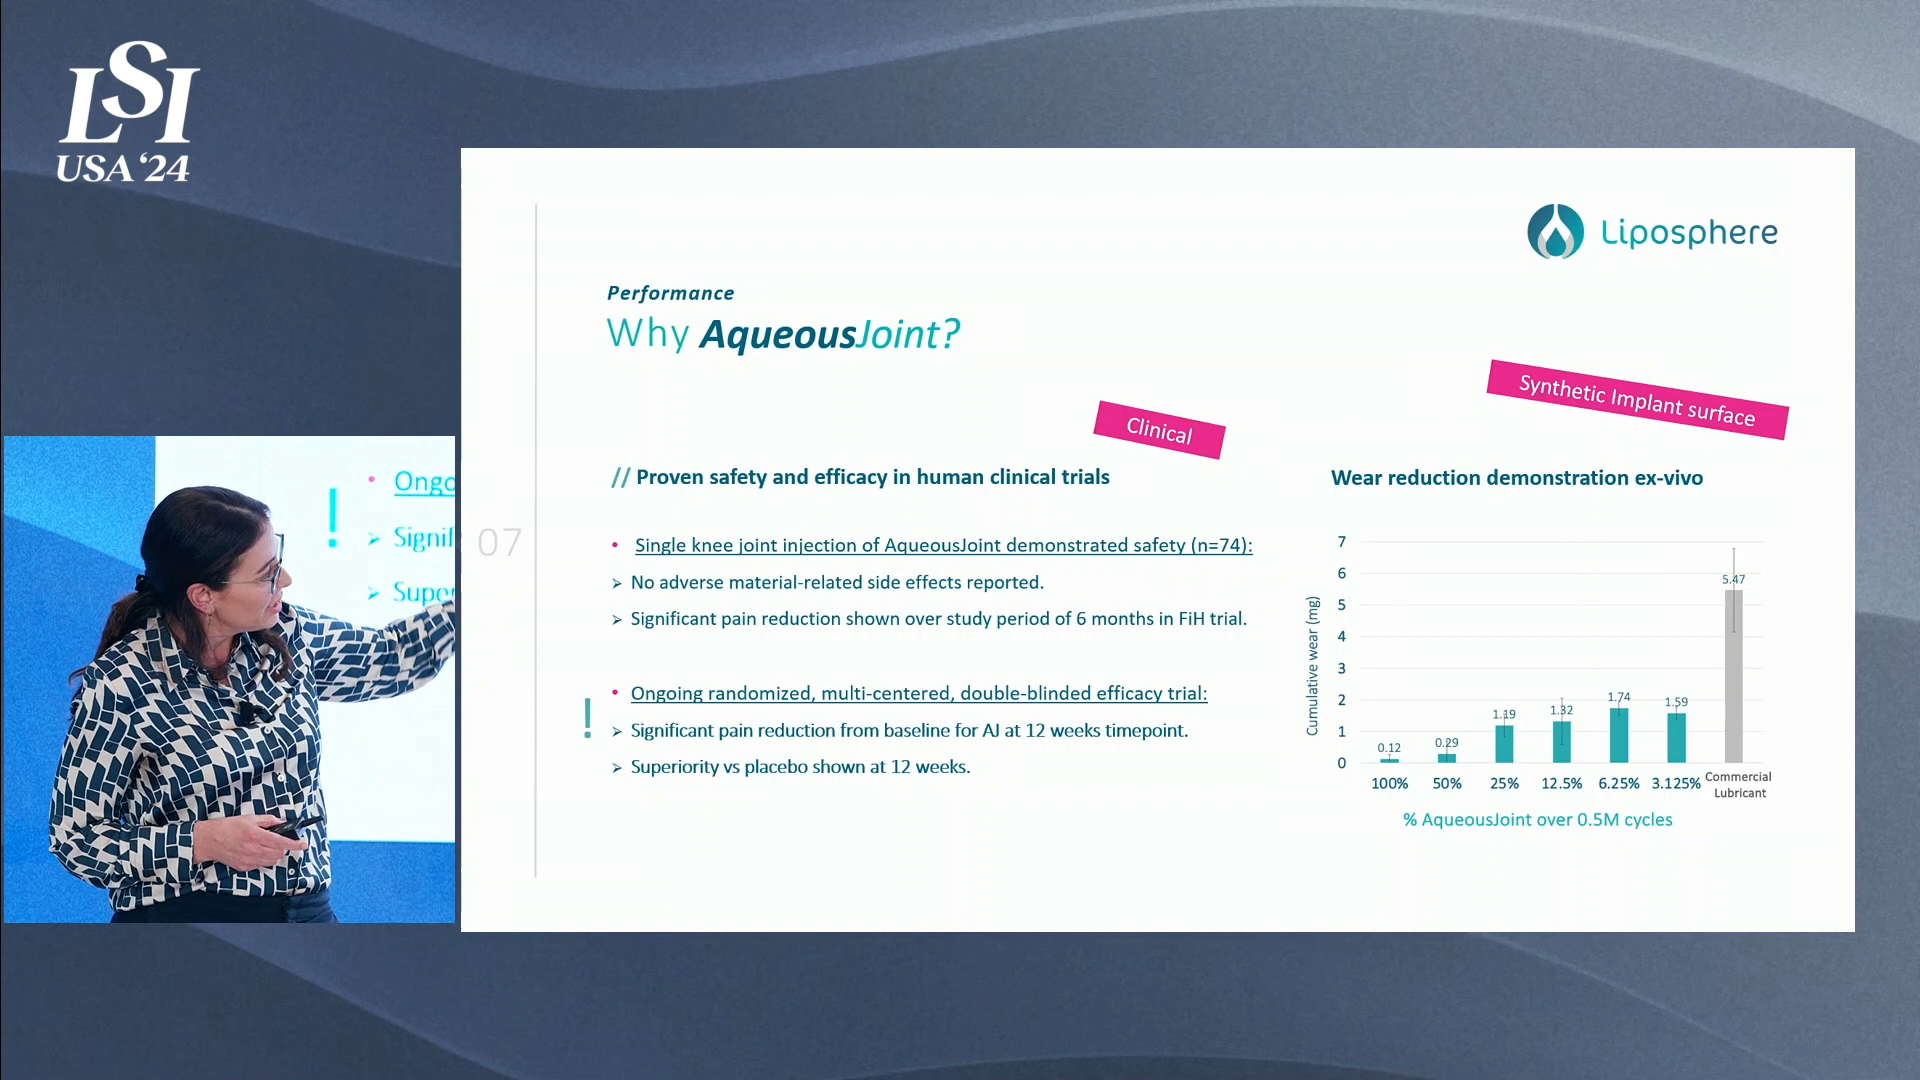 LSI
USA '24
Liposphere
Performance
Why AqueousJoint?
Clinical
Synthetic Implant surface
// Proven safety and efficacy in human clinical trials
• Single knee joint injection of AqueousJoint demonstrated safety (n=74):
➢ No adverse material-related side effects reported.
➢ Significant pain reduction shown over study period of 6 months in FiH trial.
• Ongoing randomized, multi-centered, double-blinded efficacy trial:
!
➢ Significant pain reduction from baseline for AJ at 12 weeks timepoint.
➢ Superiority vs placebo shown at 12 weeks.
07
Wear reduction demonstration ex-vivo
Cumulative wear (mg)
7
6
5
4
3
2
1
0
0.12
0.29
1.19
1.32
1.74
1.59
5.47
100% 50% 25% 12.5% 6.25% 3.125% Commercial
Lubricant
% AqueousJoint over 0.5M cycles
• Ongo
!
➢ Signif
➢ Super